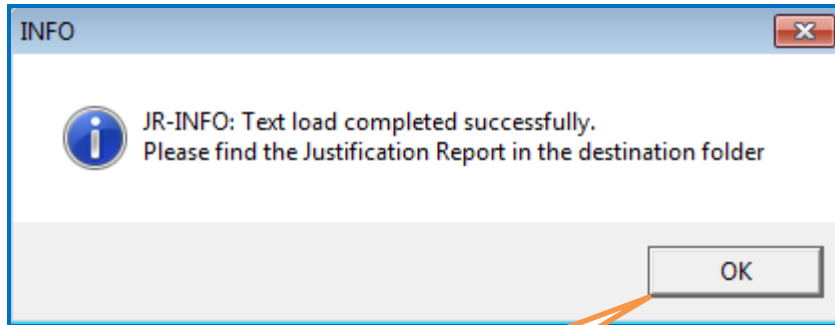 INFO
JR-INFO: Text load completed successfully.
Please find the Justification Report in the destination folder
OK